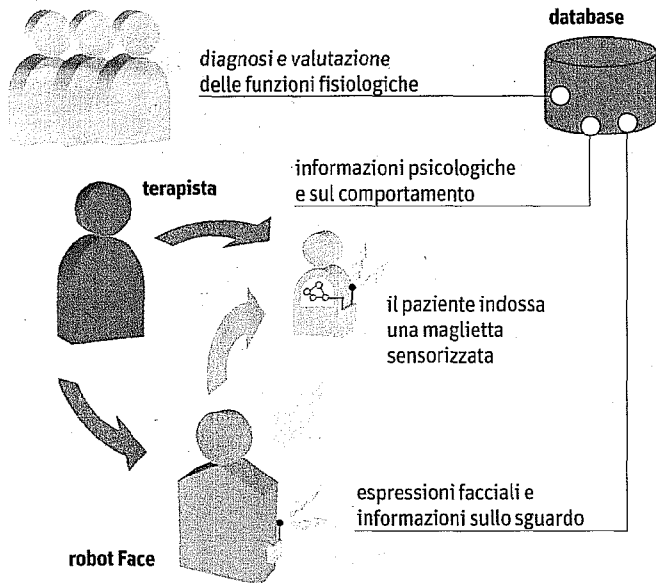 database
diagnosi e valutazione
delle funzioni fisiologiche
informazioni psicologiche
e sul comportamento
terapista
il paziente indossa
una maglietta
sensorizzata
espressioni facciali e
informazioni sullo sguardo
robot Face